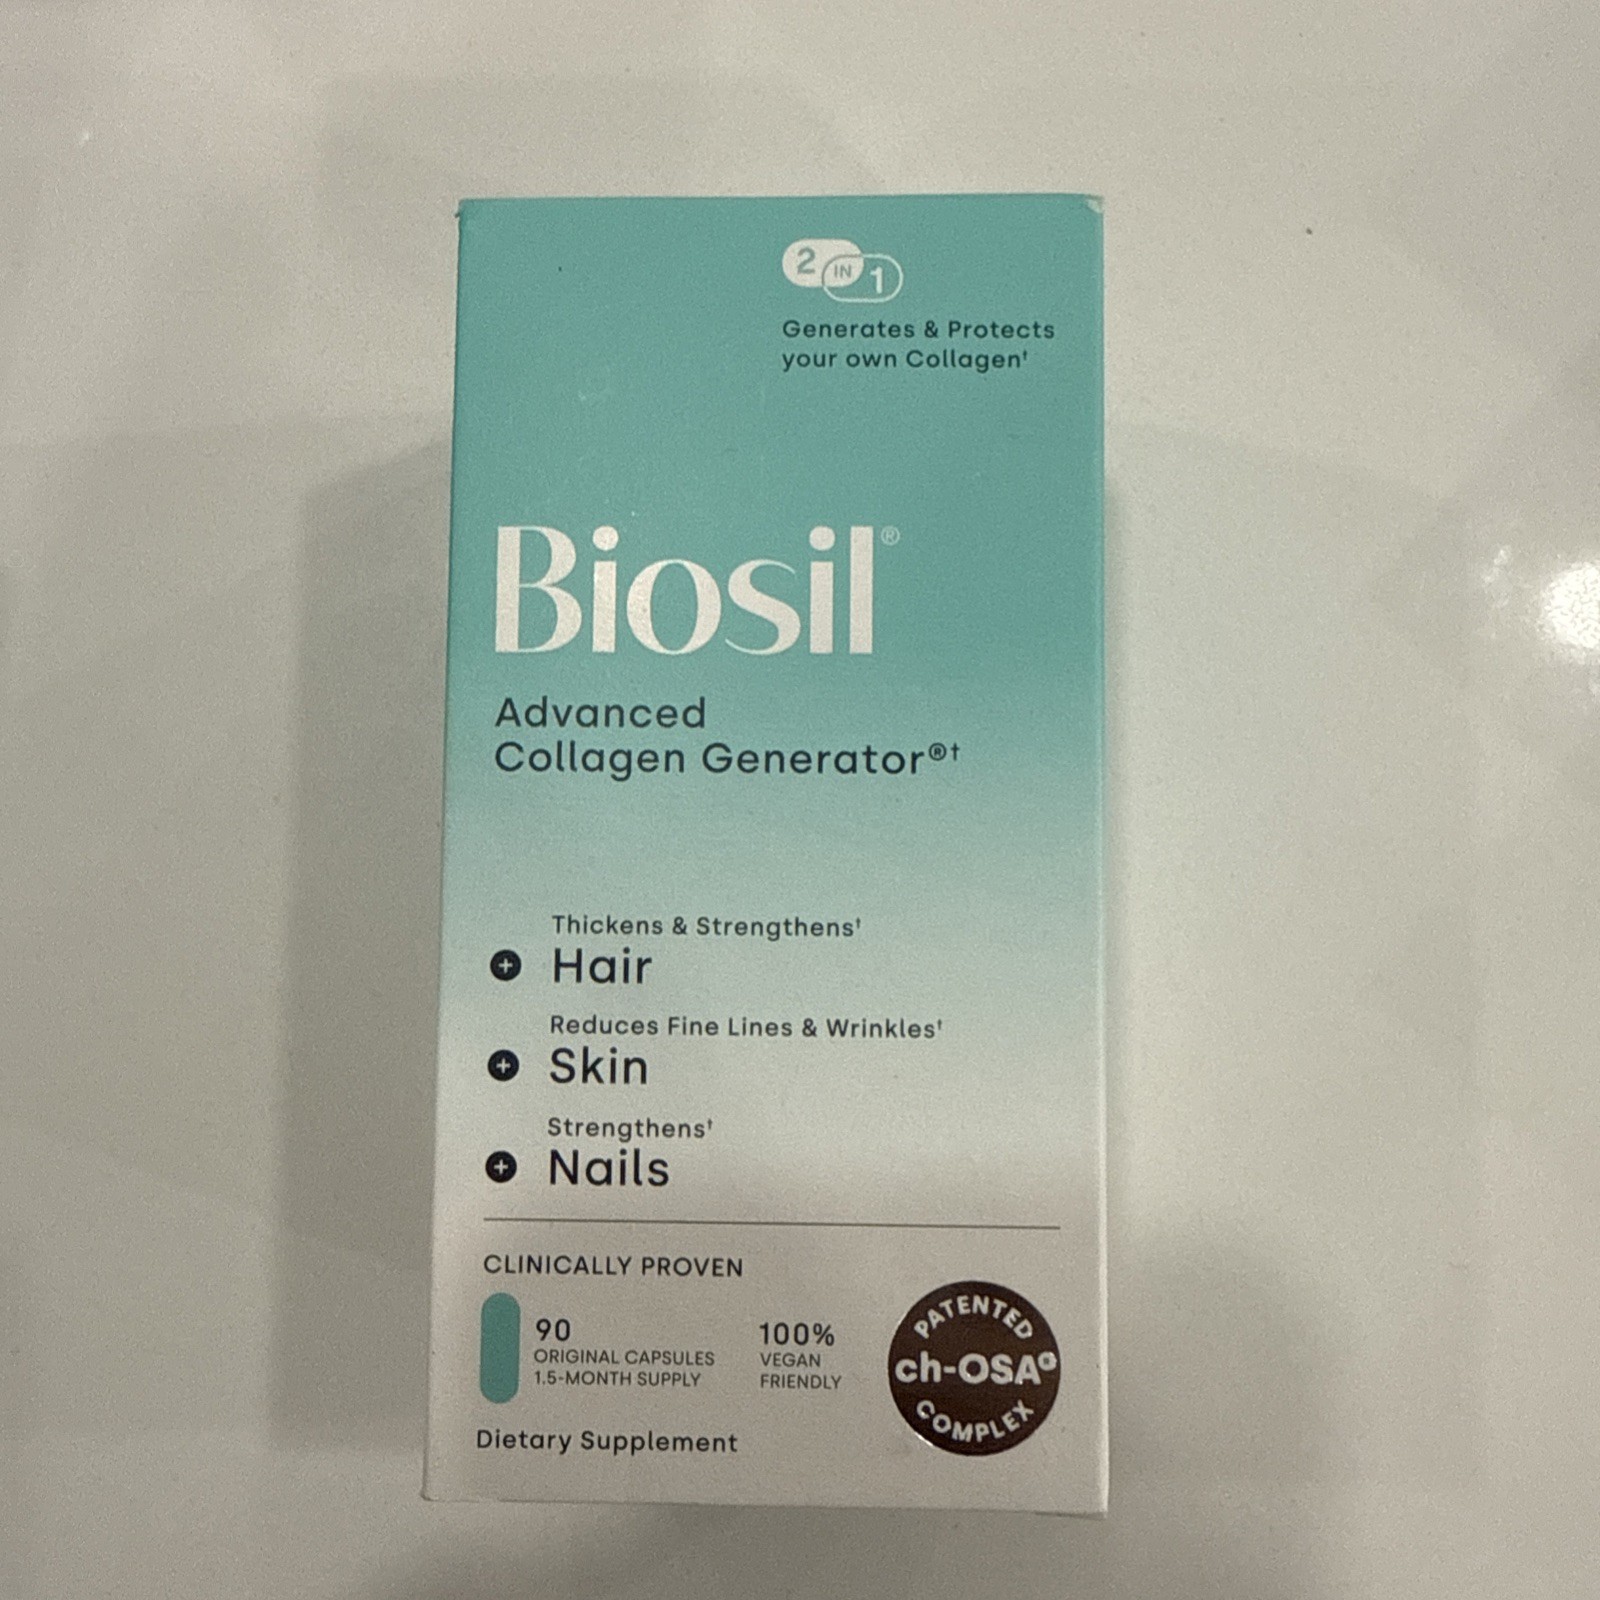 2 IN 1
Generates & Protects
your own Collagen†
Biosil®
Advanced
Collagen Generator®†
Thickens & Strengthens†
Hair
Reduces Fine Lines & Wrinkles†
Skin
Strengthens†
Nails
CLINICALLY PROVEN
90
ORIGINAL CAPSULES
1.5-MONTH SUPPLY
100%
VEGAN
FRIENDLY
PATENTED
ch-OSA®
COMPLEX
Dietary Supplement